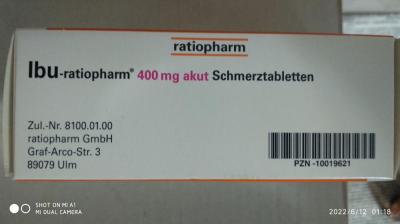 ratiopharm
Ibu-ratiopharm® 400 mg akut Schmerztabletten
Zul.-Nr. 8100.01.00
ratiopharm GmbH
Graf-Arco-Str. 3
89079 Ulm
PZN -10019621
SHOT ON MI A1
MI DUAL CAMERA
2022/6/12 01:18